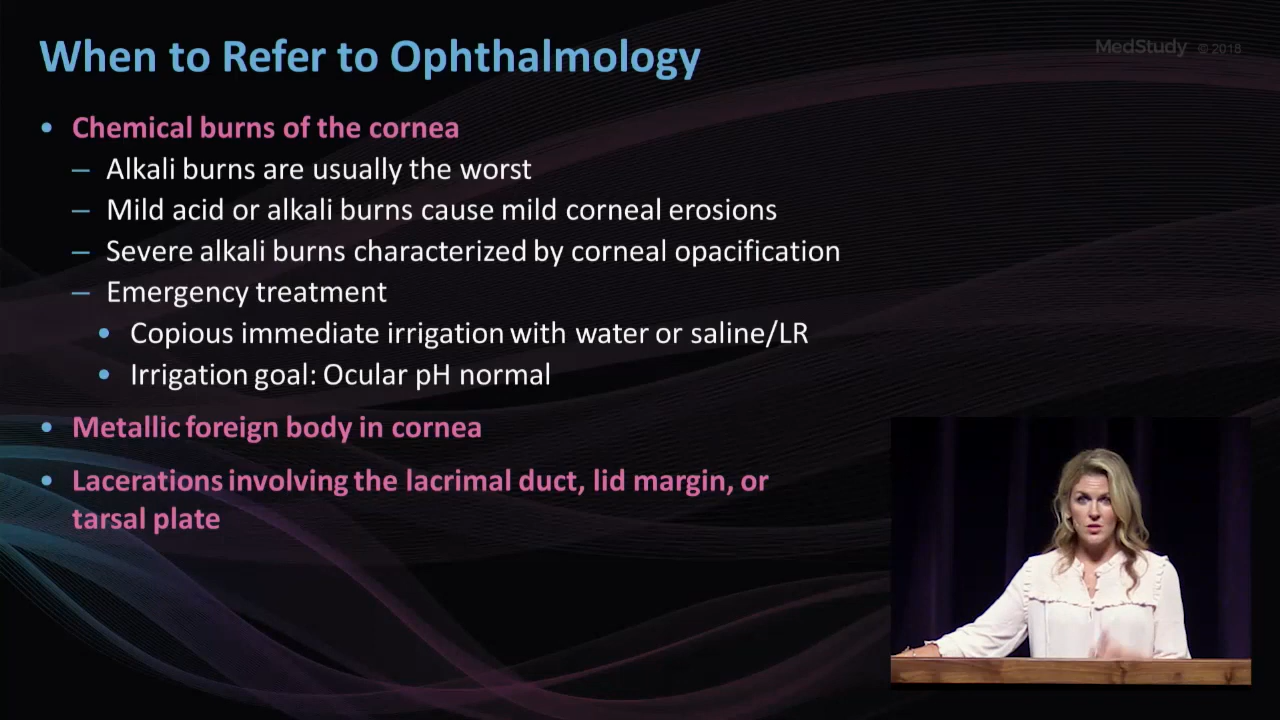 When to Refer to Ophthalmology
MedStudy © 2018
• Chemical burns of the cornea
– Alkali burns are usually the worst
– Mild acid or alkali burns cause mild corneal erosions
– Severe alkali burns characterized by corneal opacification
– Emergency treatment
• Copious immediate irrigation with water or saline/LR
• Irrigation goal: Ocular pH normal
• Metallic foreign body in cornea
• Lacerations involving the lacrimal duct, lid margin, or
tarsal plate